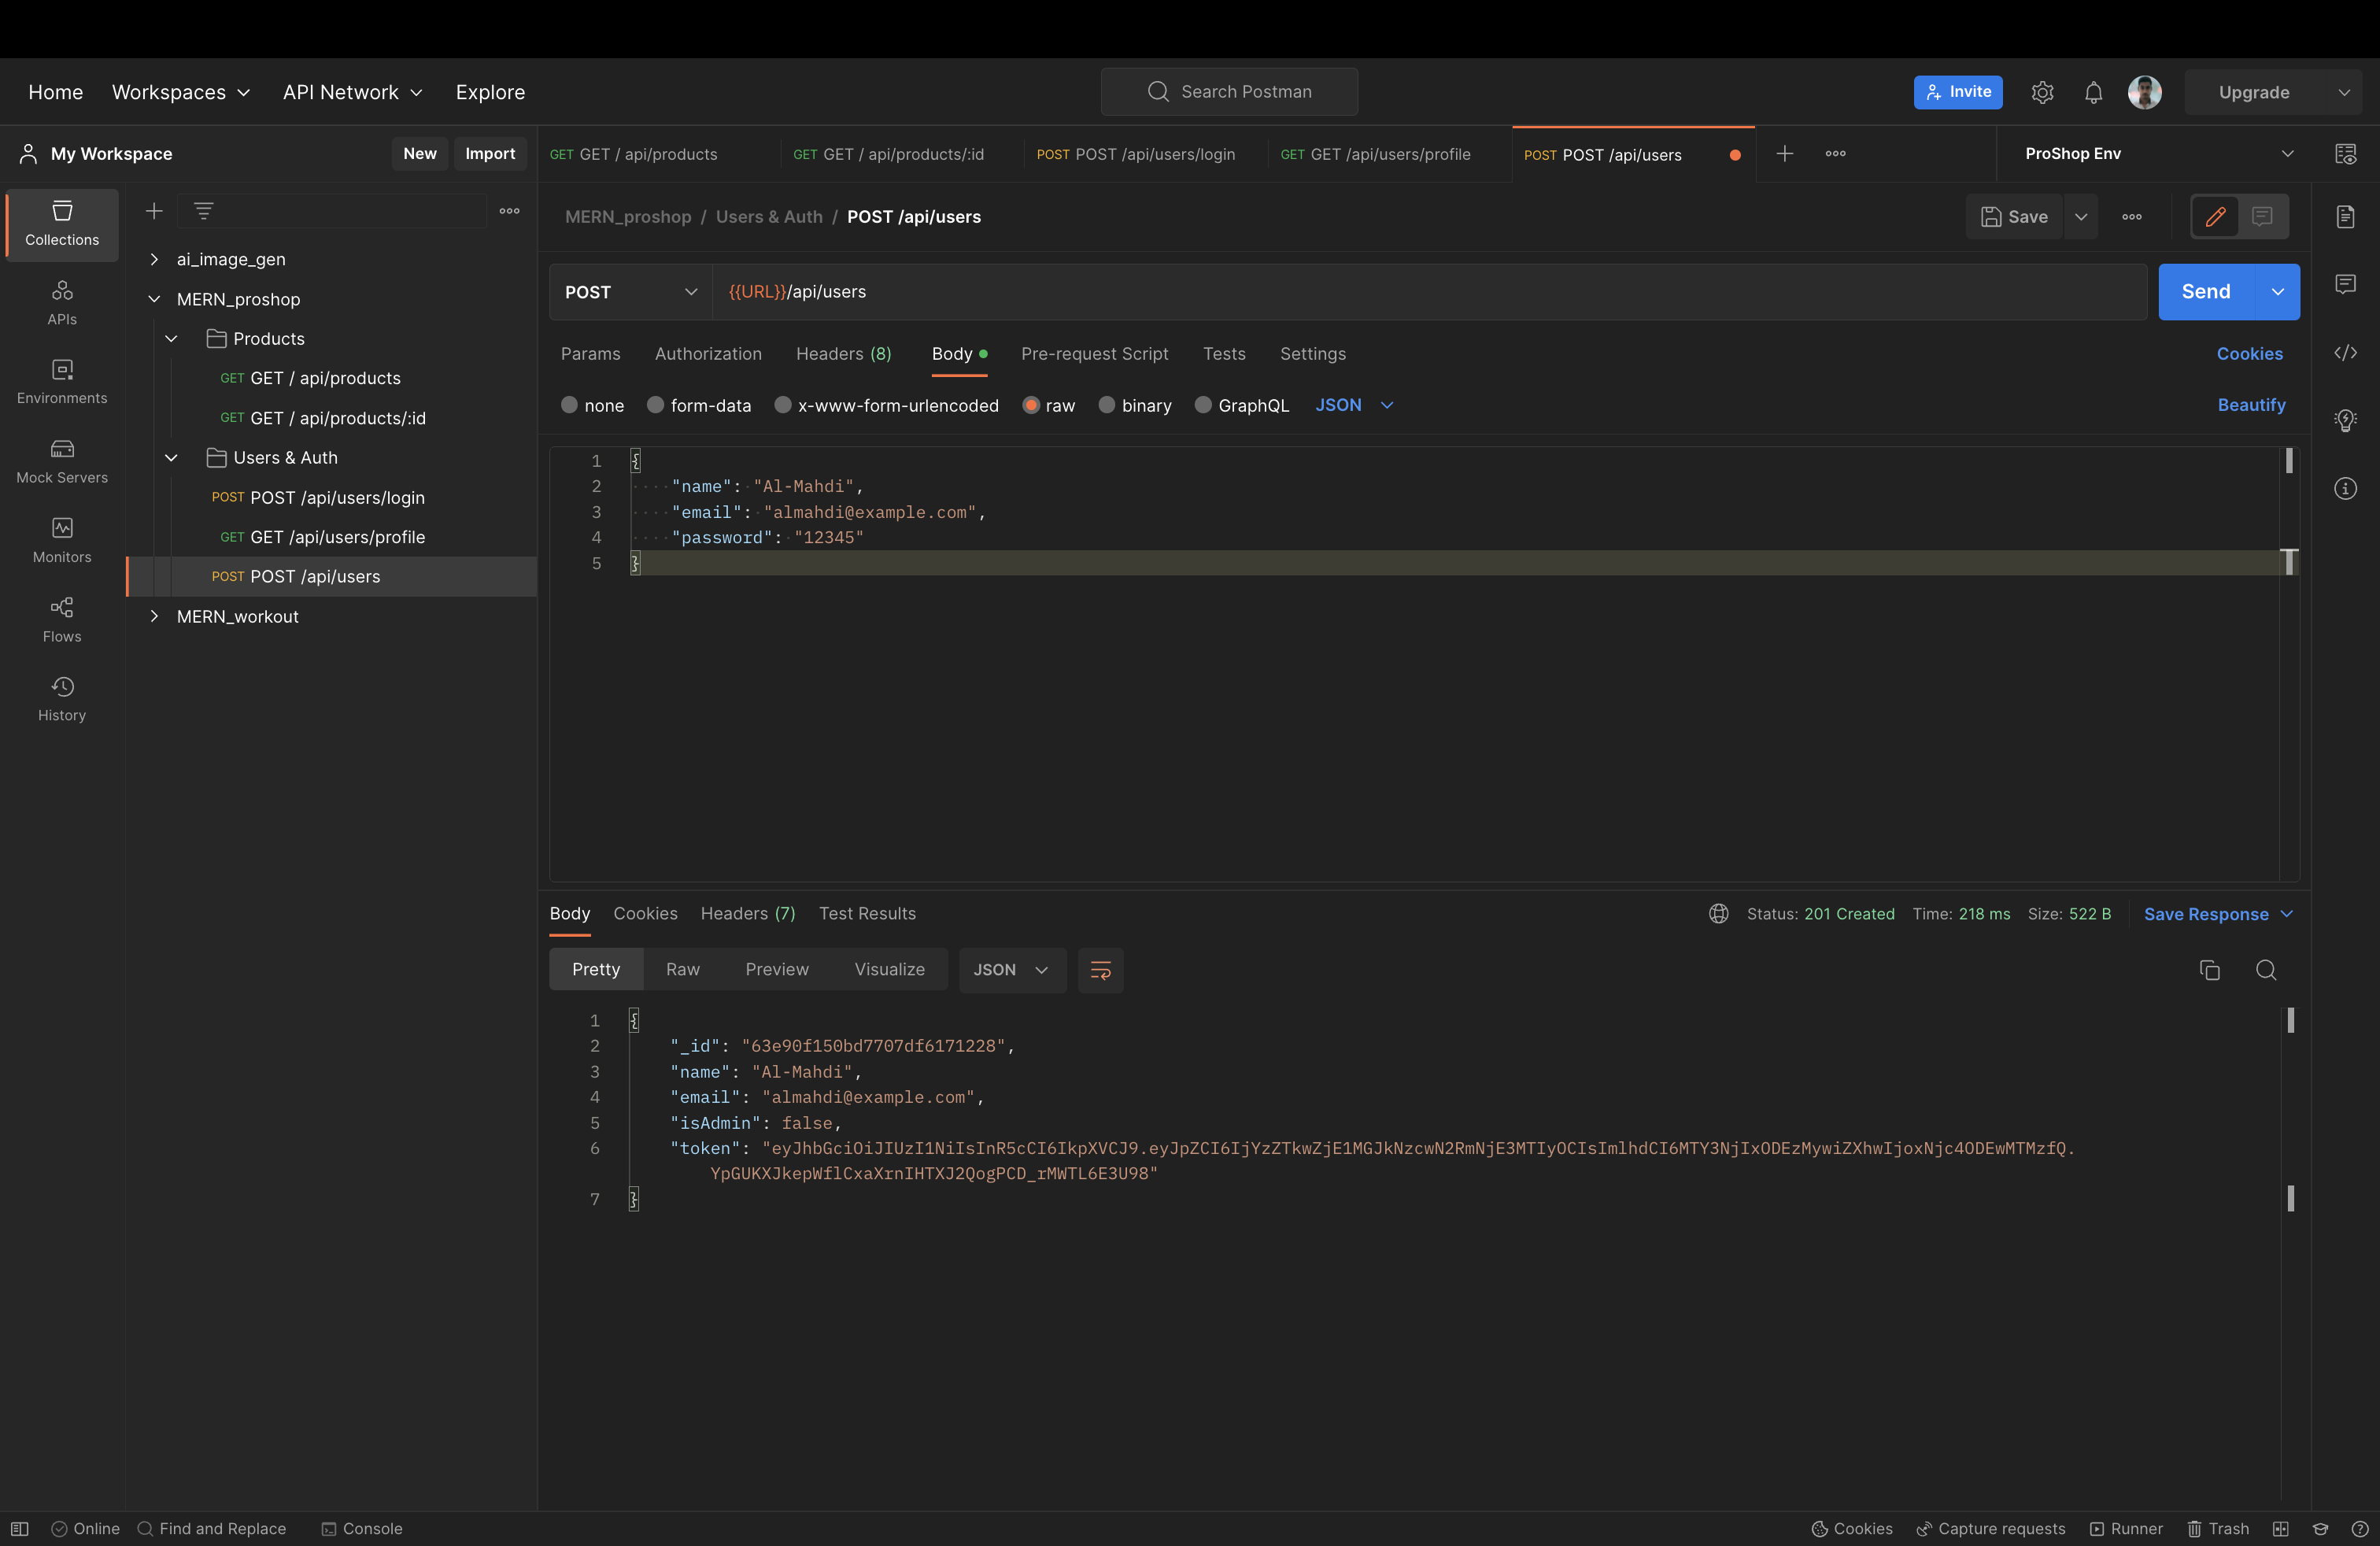 Home Workspaces API Network Explore Search Postman Invite Upgrade
My Workspace New Import GET GET / api/products GET GET / api/products/:id POST POST /api/users/login GET GET /api/users/profile POST POST /api/users ProShop Env
Collections
APIs
Environments
Mock Servers
Monitors
Flows
History
ai_image_gen
MERN_proshop
Products
GET GET / api/products
GET GET / api/products/:id
Users & Auth
POST POST /api/users/login
GET GET /api/users/profile
POST POST /api/users
MERN_workout
MERN_proshop / Users & Auth / POST /api/users Save
POST {{URL}}/api/users Send
Params Authorization Headers (8) Body Pre-request Script Tests Settings Cookies
none form-data x-www-form-urlencoded raw binary GraphQL JSON Beautify
1 {
2 "name": "Al-Mahdi",
3 "email": "almahdi@example.com",
4 "password": "12345"
5 }
Body Cookies Headers (7) Test Results Status: 201 Created Time: 218 ms Size: 522 B Save Response
Pretty Raw Preview Visualize JSON
1 {
2 "_id": "63e90f150bd7707df6171228",
3 "name": "Al-Mahdi",
4 "email": "almahdi@example.com",
5 "isAdmin": false,
6 "token": "eyJhbGciOiJIUzI1NiIsInR5cCI6IkpXVCJ9.eyJpZCI6IjYzZTkwZjE1MGJkNzcwN2RmNjE3MTIyOCIsImlhdCI6MTY3NjIxODEzMywiZXhwIjoxNjc4ODEwMTMzfQ.
YpGUKXJkepWflCxaXrnIHTXJ2QogPCD_rMWTL6E3U98"
7 }
Online Find and Replace Console Cookies Capture requests Runner Trash